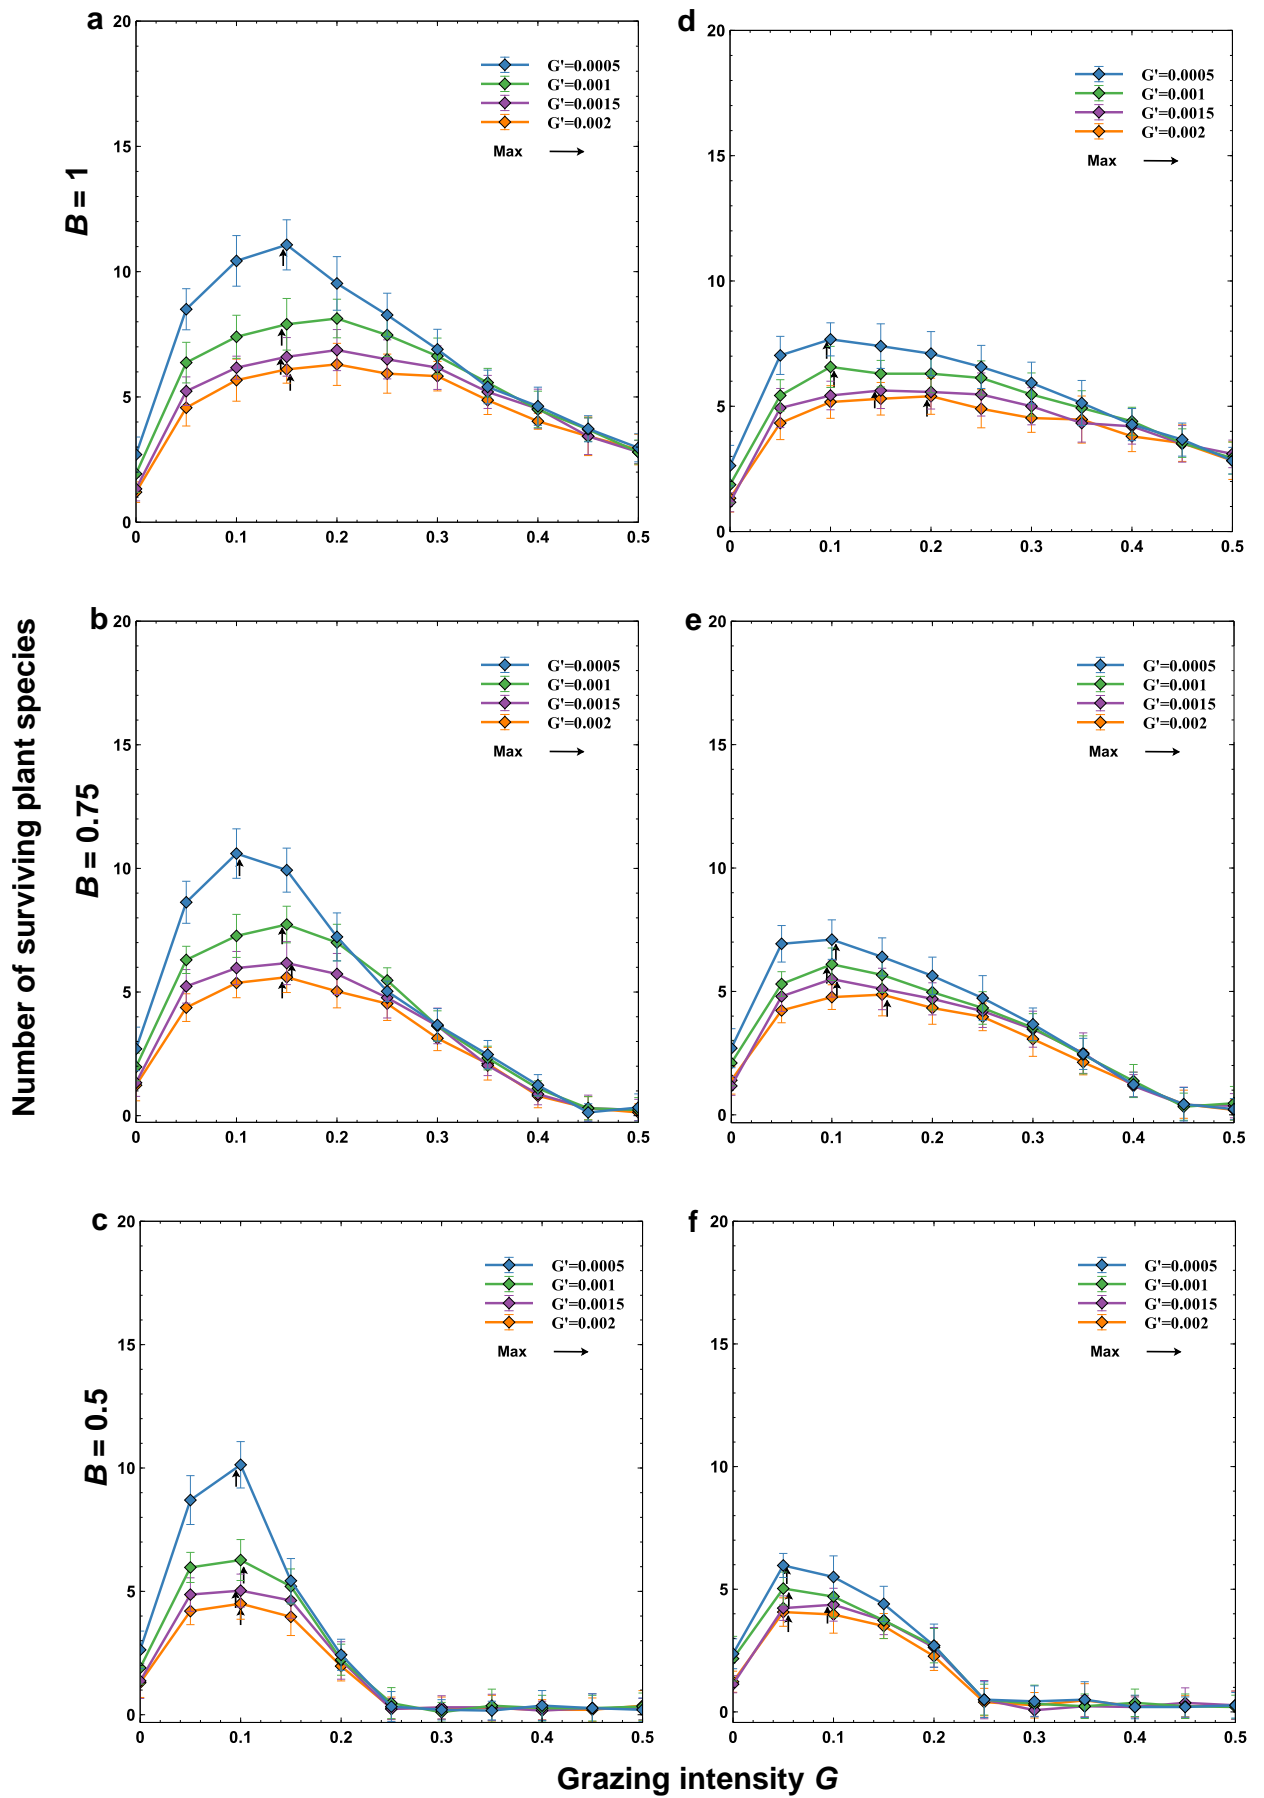 a
20
15
10
5
0
0
0.1
0.2
0.3
0.4
0.5
G'=0.0005
G'=0.001
G'=0.0015
G'=0.002
Max
B = 1
d
20
15
10
5
0
0
0.1
0.2
0.3
0.4
0.5
G'=0.0005
G'=0.001
G'=0.0015
G'=0.002
Max
Number of surviving plant species
b
20
15
10
5
0
0
0.1
0.2
0.3
0.4
0.5
G'=0.0005
G'=0.001
G'=0.0015
G'=0.002
Max
B = 0.75
e
20
15
10
5
0
0
0.1
0.2
0.3
0.4
0.5
G'=0.0005
G'=0.001
G'=0.0015
G'=0.002
Max
c
20
15
10
5
0
0
0.1
0.2
0.3
0.4
0.5
G'=0.0005
G'=0.001
G'=0.0015
G'=0.002
Max
B = 0.5
f
20
15
10
5
0
0
0.1
0.2
0.3
0.4
0.5
G'=0.0005
G'=0.001
G'=0.0015
G'=0.002
Max
Grazing intensity G